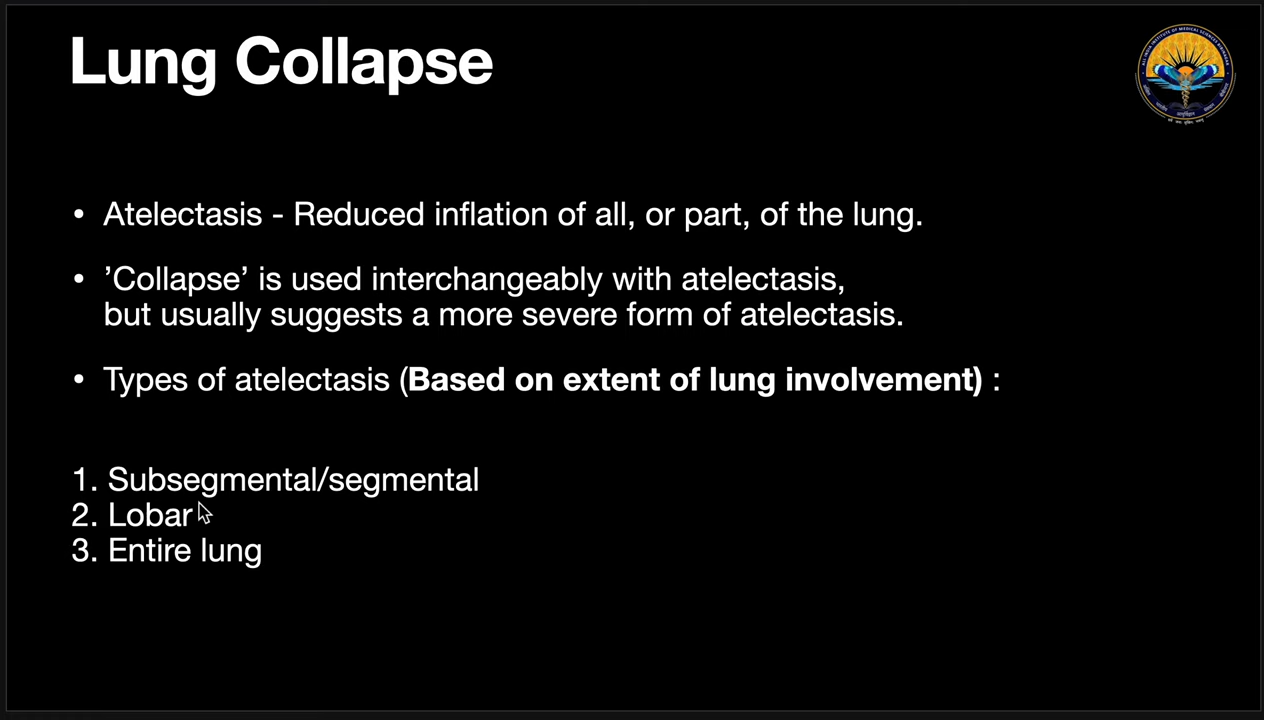 Lung Collapse
• Atelectasis - Reduced inflation of all, or part, of the lung.
• ’Collapse’ is used interchangeably with atelectasis,
but usually suggests a more severe form of atelectasis.
• Types of atelectasis (Based on extent of lung involvement) :
1. Subsegmental/segmental
2. Lobar
3. Entire lung